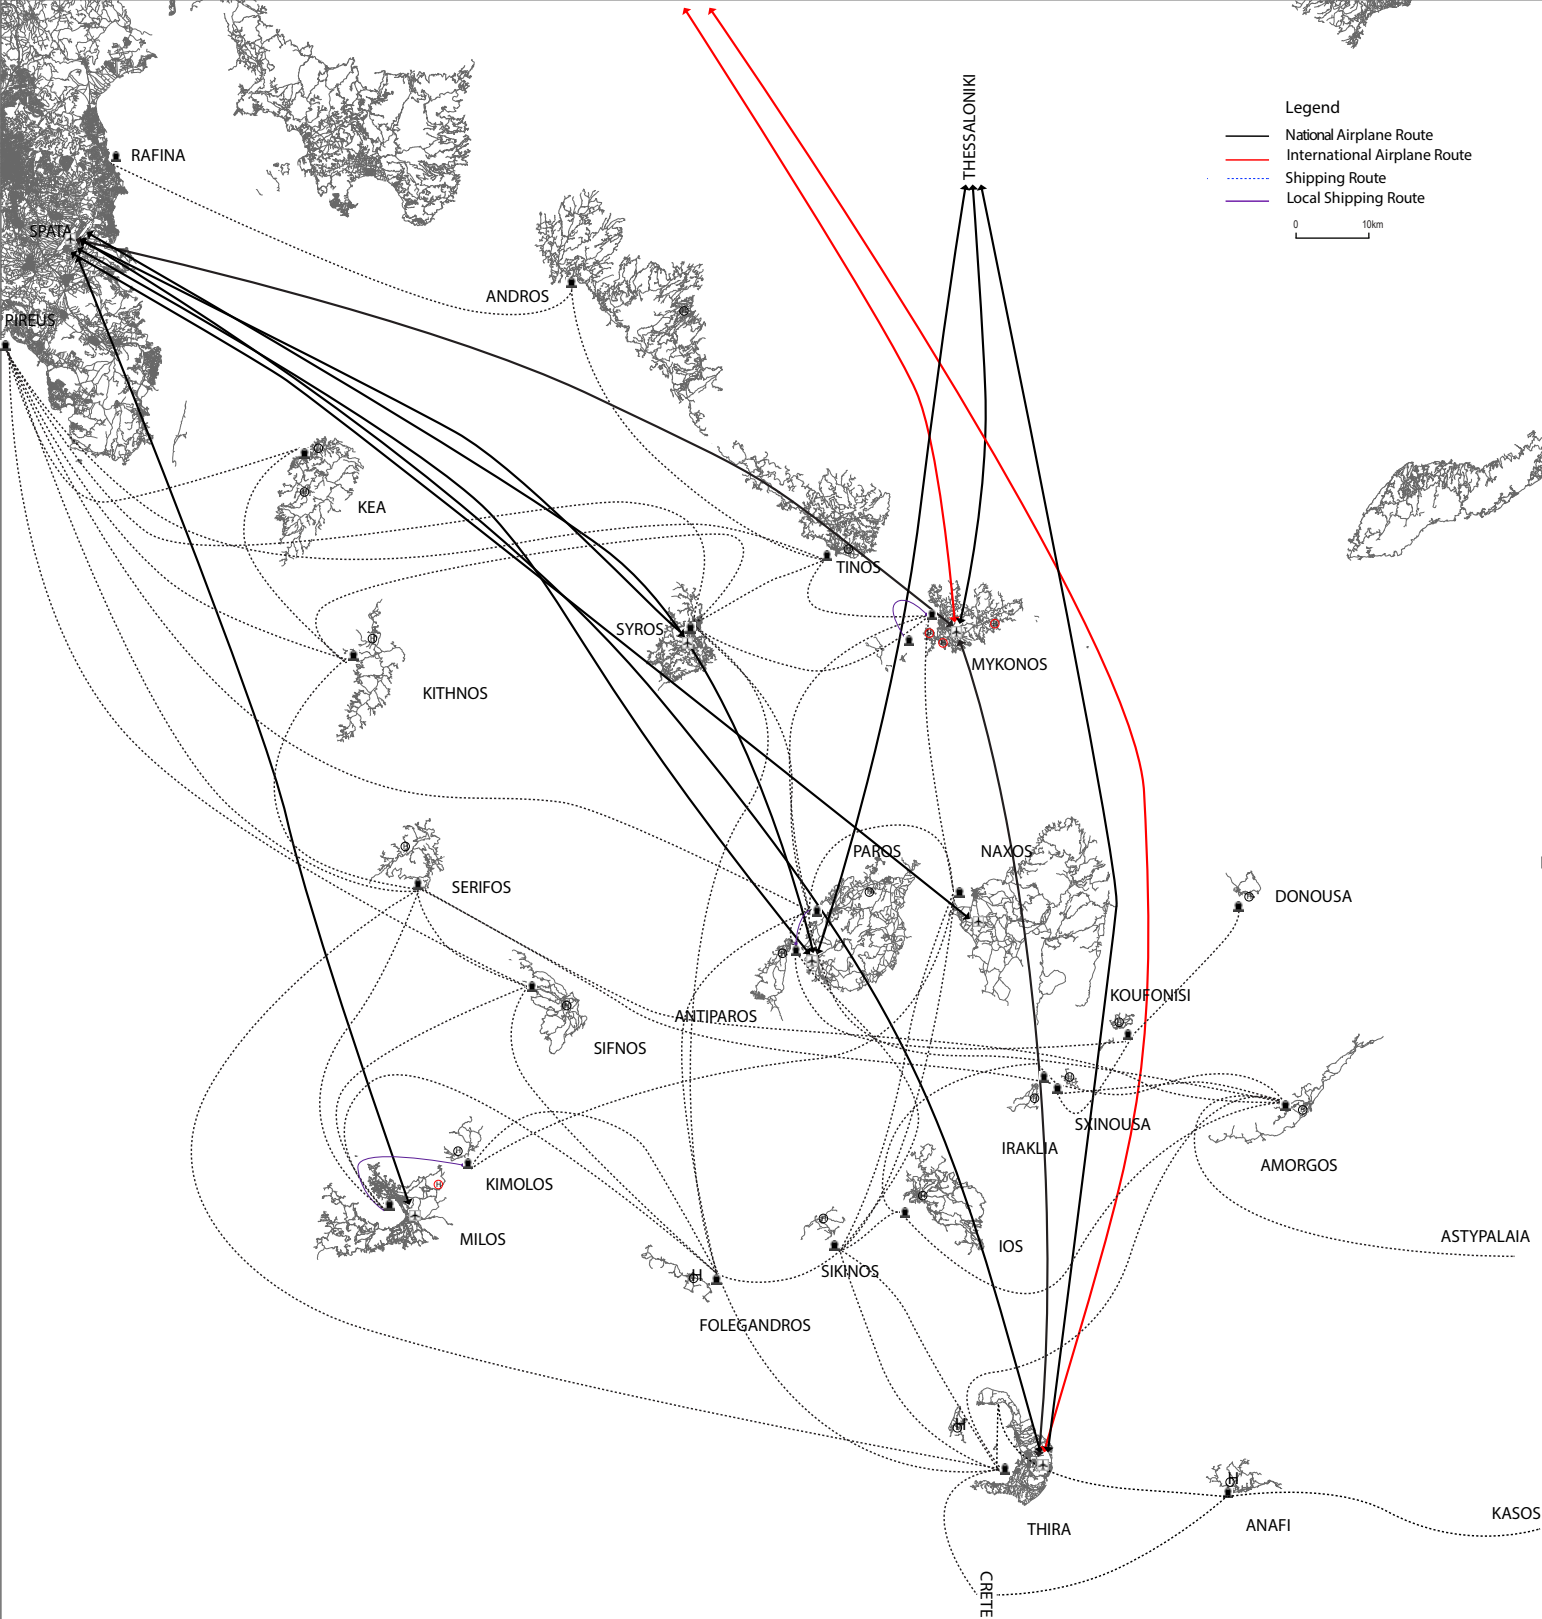 THESSALONIKI
Legend
National Airplane Route
International Airplane Route
Shipping Route
Local Shipping Route
0 10km
RAFINA
SPATA
ANDROS
PIREUS
KEA
TINOS
SYROS
MYKONOS
KITHNOS
PAROS
NAXOS
SERIFOS
DONOUSA
KOUFONISI
ANTIPAROS
SIFNOS
SXINOUSA
IRAKLIA
AMORGOS
KIMOLOS
MILOS
ASTYPALAIA
IOS
SIKINOS
H
FOLEGANDROS
H
H
KASOS
THIRA
ANAFI
CRETE